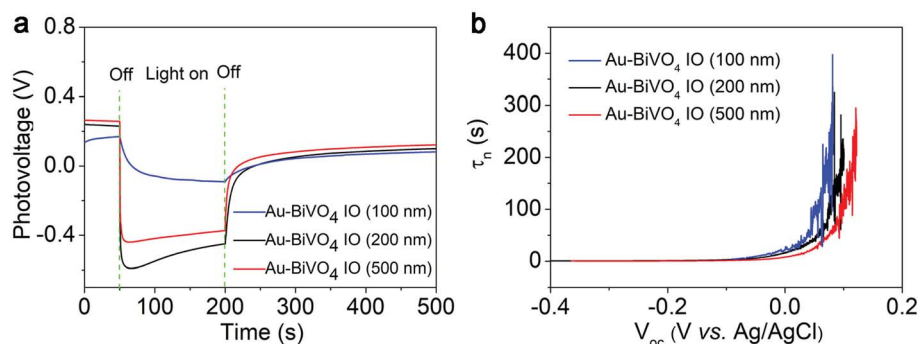 a
0.8
0.4
0.0
-0.4
Photovoltage (V)
Off Light on Off
Au-BiVO4 IO (100 nm)
Au-BiVO4 IO (200 nm)
Au-BiVO4 IO (500 nm)
0 100 200 300 400 500
Time (s)
b
400
300
200
100
0
τn (s)
Au-BiVO4 IO (100 nm)
Au-BiVO4 IO (200 nm)
Au-BiVO4 IO (500 nm)
-0.4 -0.2 0.0 0.2
Voc (V vs. Ag/AgCl)